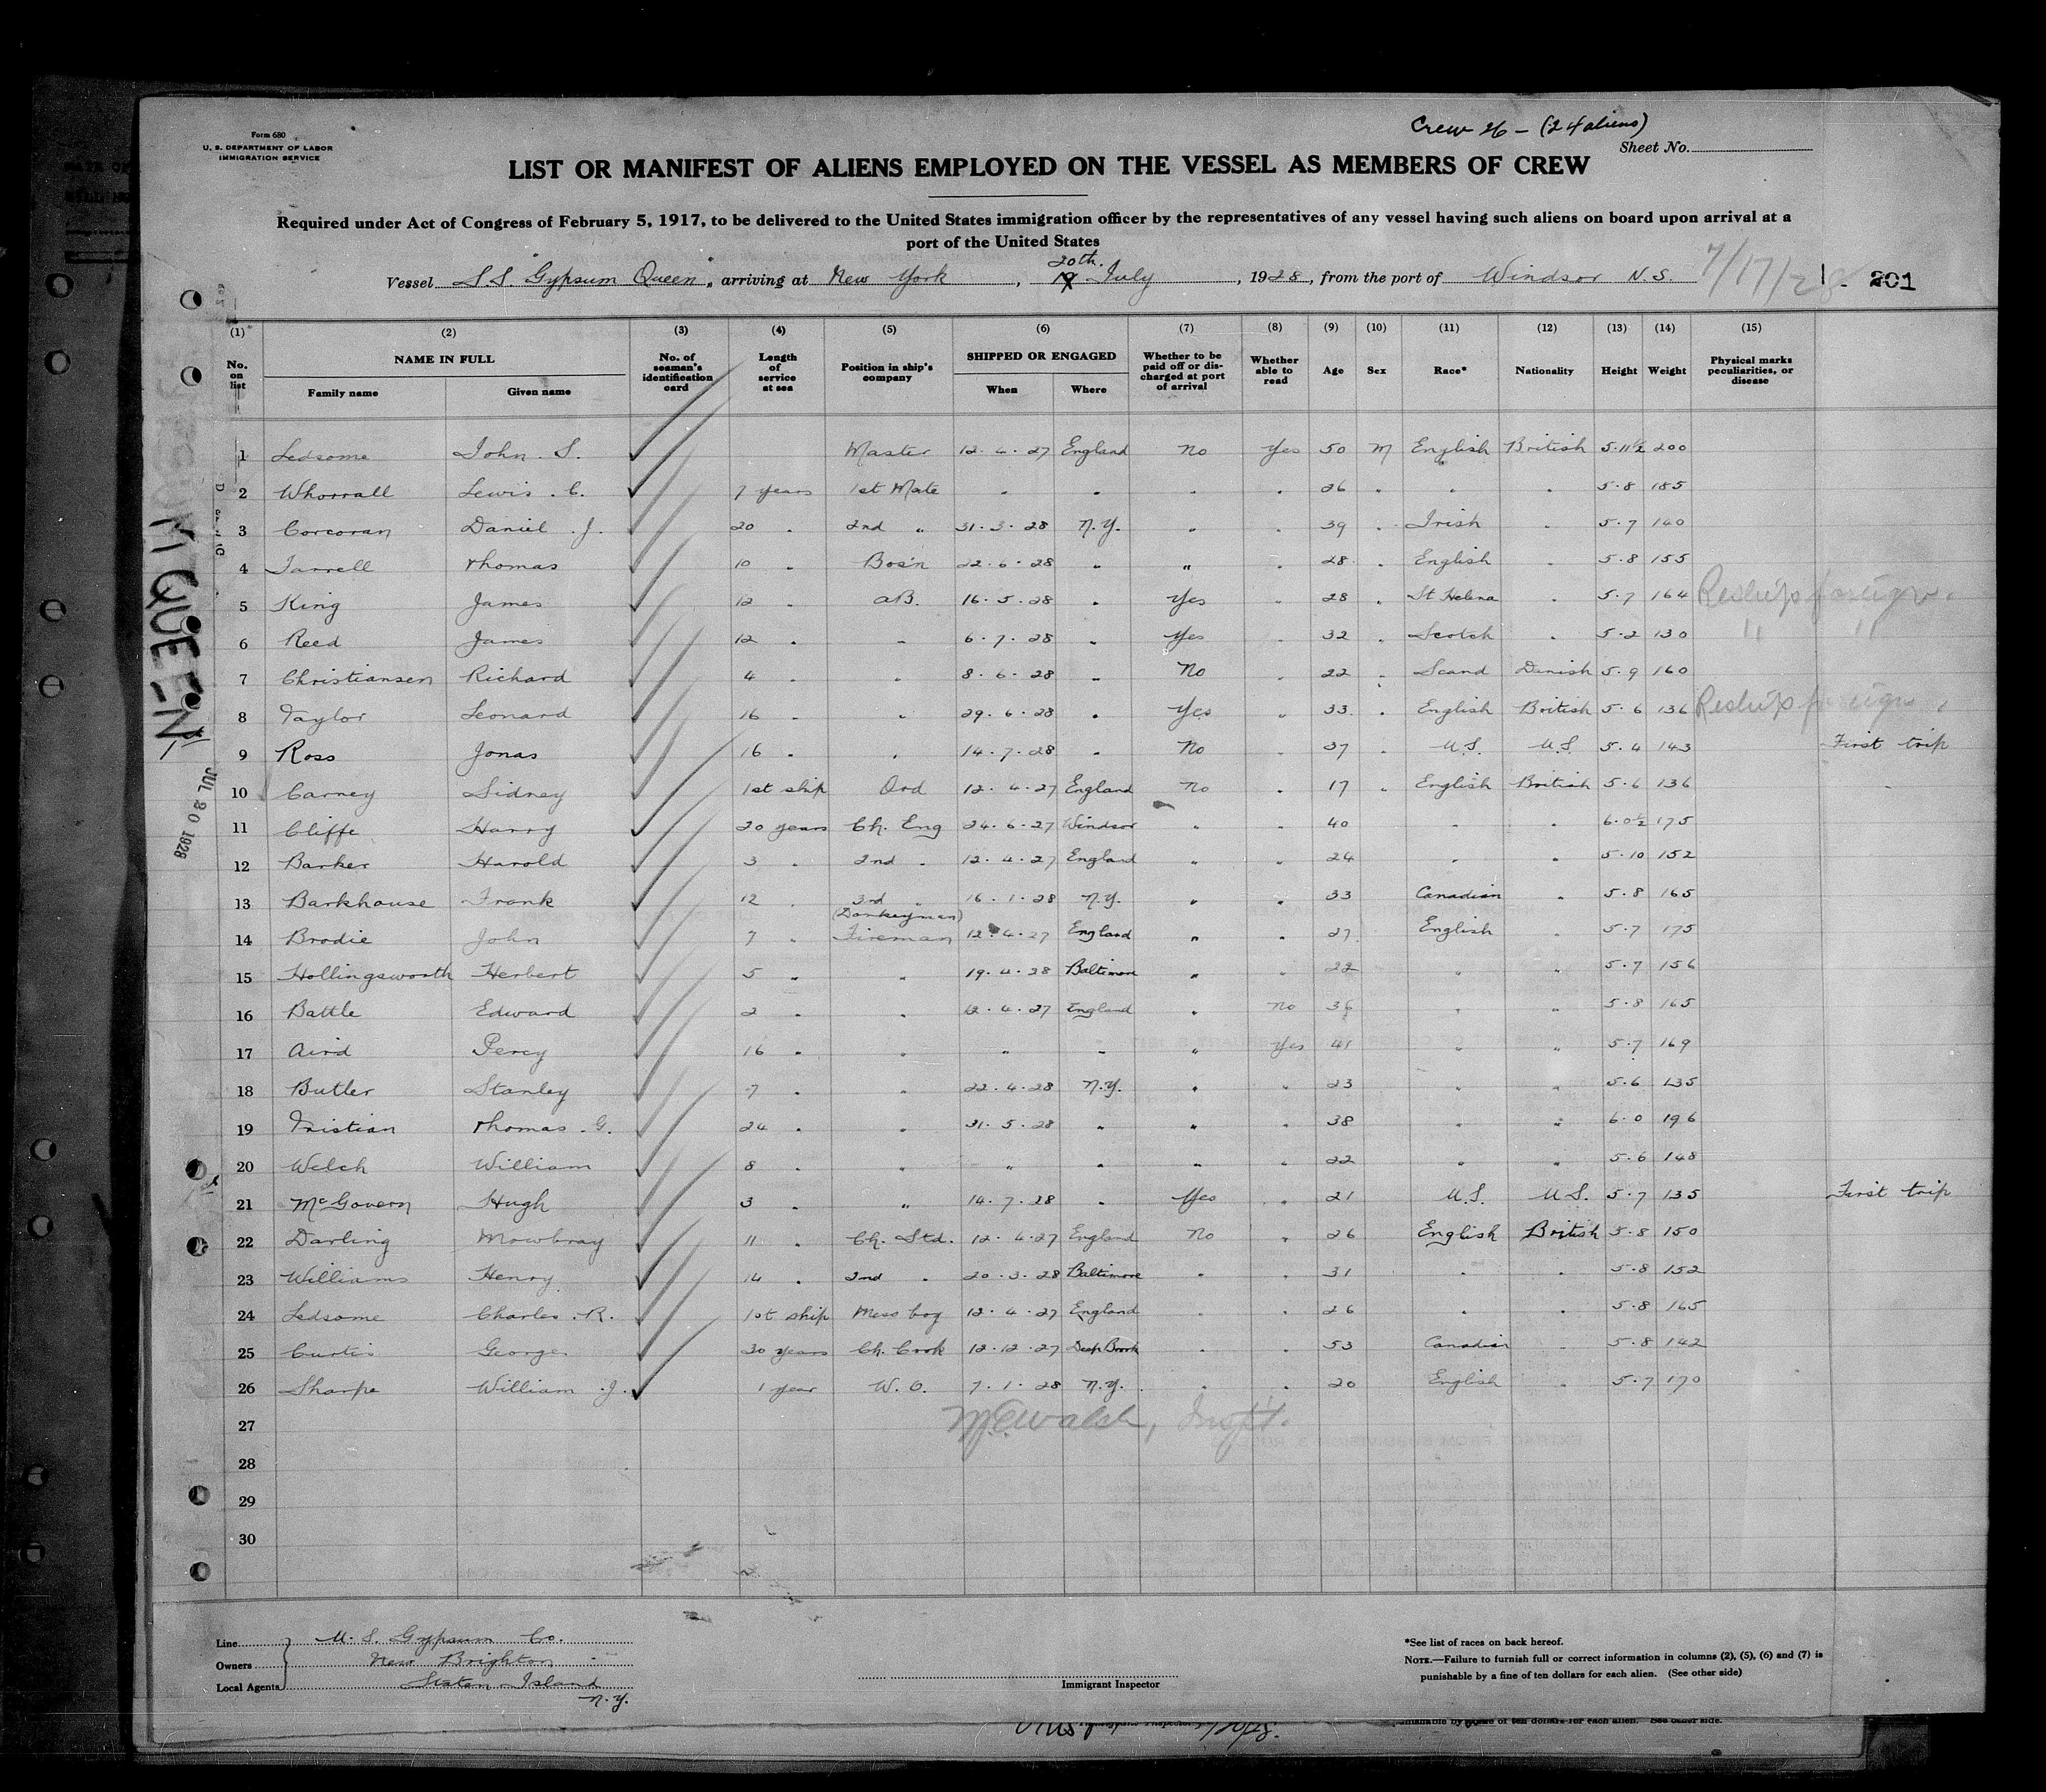 Form 680
U. S. DEPARTMENT OF LABOR
IMMIGRATION SERVICE
Crew 26 - (24 aliens)
Sheet No.
LIST OR MANIFEST OF ALIENS EMPLOYED ON THE VESSEL AS MEMBERS OF CREW
Required under Act of Congress of February 5, 1917, to be delivered to the United States immigration officer by the representatives of any vessel having such aliens on board upon arrival at a
port of the United States
20th
Vessel S.S. "Gypsum Queen", arriving at New York, July, 1928, from the port of Windsor N.S. 7/17/28 201
(1) (2) (3) (4) (5) (6) (7) (8) (9) (10) (11) (12) (13) (14) (15)
No. on list NAME IN FULL Family name Given name No. of seaman's identification card Length of service at sea Position in ship's company SHIPPED OR ENGAGED When Where Whether to be paid off or discharged at port of arrival Whether able to read Age Sex Race* Nationality Height Weight Physical marks peculiarities, or disease
1 Ledsome John. S. Master 12.4.27 England No Yes 50 M English British 5.11½ 200
2 Whorrall Lewis. C. 7 years 1st Mate " " " " 26 " " " 5.8 185
3 Corcoran Daniel. J. 20 " 2nd " 31.3.28 N.Y. " " 39 " Irish " 5.7 140
4 Farrell Thomas 10 " Bos'n 22.6.28 " " " 28 " English " 5.8 155
5 King James 12 " AB. 16.5.28 " Yes " 28 " St Helena " 5.7 164 Reships foreign.
6 Reed James 12 " " 6.7.28 " Yes " 32 " Scotch " 5.2 130 " "
7 Christiansen Richard 4 " " 8.6.28 " No " 22 " Scand Danish 5.9 160
8 Taylor Leonard 16 " " 29.6.28 " Yes " 33 " English British 5.6 136 Reships foreign
9 Ross Jonas 16 " " 14.7.28 " No " 37 " U.S. U.S. 5.4 143 First trip
10 Carney Sidney 1st ship Ord 12.4.27 England No " 17 " English British 5.6 136
11 Cliffe Harry 20 years Ch. Eng 24.6.27 Windsor " " 40 " " 6.0½ 175
12 Barker Harold 3 " 2nd " 12.4.27 England " " 24 " " 5.10 152
13 Barkhouse Frank 12 " 3rd " 16.1.28 N.Y. " " 33 Canadian " 5.8 165
14 Brodie John 7 " (Donkeyman) Fireman 12.4.27 England " " 27 English " 5.7 175
15 Hollingsworth Herbert 5 " " 19.4.38 Baltimore " " 22 " " 5.7 156
16 Battle Edward 2 " " 12.4.27 England " No 36 " " 5.8 165
17 Aird Percy 16 " " " " " Yes 41 " " 5.7 169
18 Butler Stanley 7 " " 22.4.28 N.Y. " " 23 " " 5.6 135
19 Tristian Thomas. G. 24 " " 31.5.28 " " " 38 " " 6.0 196
20 Welch William 8 " " " " " " 22 " " 5.6 148
21 McGovern Hugh 3 " " 14.7.28 " Yes " 21 U.S. U.S. 5.7 135 First trip
22 Darling Mowbray 11 " Ch. Std. 12.4.27 England No " 26 English British 5.8 150
23 Williams Henry 14 " 2nd " 20.3.28 Baltimore " " 31 " " 5.8 152
24 Ledsome Charles. R. 1st ship Mess boy 12.4.27 England " " 26 " " 5.8 165
25 Curtis George 30 years Ch. Cook 12.12.27 Deep Brook " " 53 Canadian " 5.8 142
26 Sharpe William. J. 1 year W. O. 7.1.28 N.Y. " " 20 English " 5.7 170
27 M.E. Walsh, Inspt.
28
29
30
QUEEN
JUL 20 1928
Line
Owners
Local Agents
U. S. Gypsum Co.
New Brighton
Staten Island
N.Y.
Immigrant Inspector
*See list of races on back hereof.
NOTE.—Failure to furnish full or correct information in columns (2), (5), (6) and (7) is
punishable by a fine of ten dollars for each alien. (See other side)